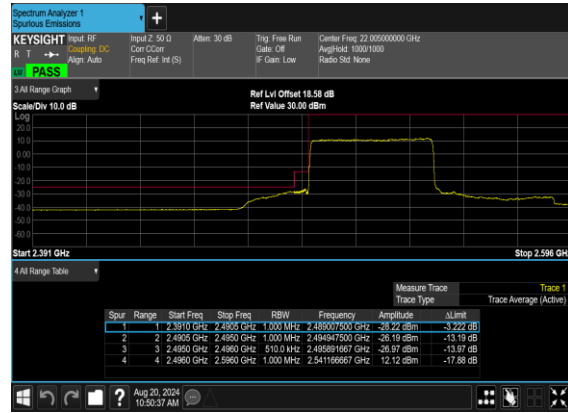 Spectrum Analyzer 1
Spurious Emissions
+
KEYSIGHT Input: RF Input Z: 50 Ω Atten: 30 dB Trig: Free Run Center Freq: 22.005000000 GHz
R T Coupling: DC Corr CCorr Gate: Off Avg|Hold: 1000/1000
Align: Auto Freq Ref: Int (S) IF Gain: Low Radio Std: None
PASS
3 All Range Graph
Ref Lvl Offset 18.58 dB
Scale/Div 10.0 dB Ref Value 30.00 dBm
Log
20.0
10.0
0.00
-10.0
-20.0
-30.0
-40.0
-50.0
-60.0
Start 2.391 GHz Stop 2.596 GHz
4 All Range Table
Measure Trace Trace 1
Trace Type Trace Average (Active)
Spur Range Start Freq Stop Freq RBW Frequency Amplitude ΔLimit
1 1 2.3910 GHz 2.4905 GHz 1.000 MHz 2.489007500 GHz -28.22 dBm -3.222 dB
2 2 2.4905 GHz 2.4950 GHz 1.000 MHz 2.494947500 GHz -26.19 dBm -13.19 dB
3 3 2.4950 GHz 2.4960 GHz 510.0 kHz 2.495891667 GHz -26.97 dBm -13.97 dB
4 4 2.4960 GHz 2.5960 GHz 1.000 MHz 2.541166667 GHz 12.12 dBm -17.88 dB
? Aug 20, 2024
10:50:37 AM